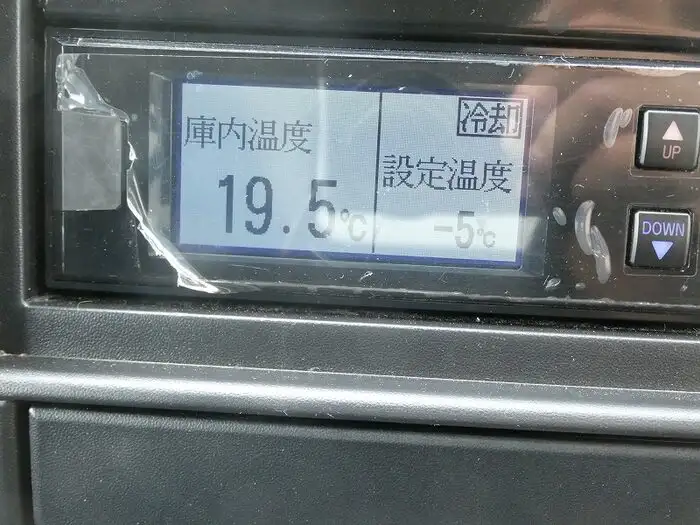 庫内温度
19.5℃
冷却
設定温度
-5℃
UP
DOWN